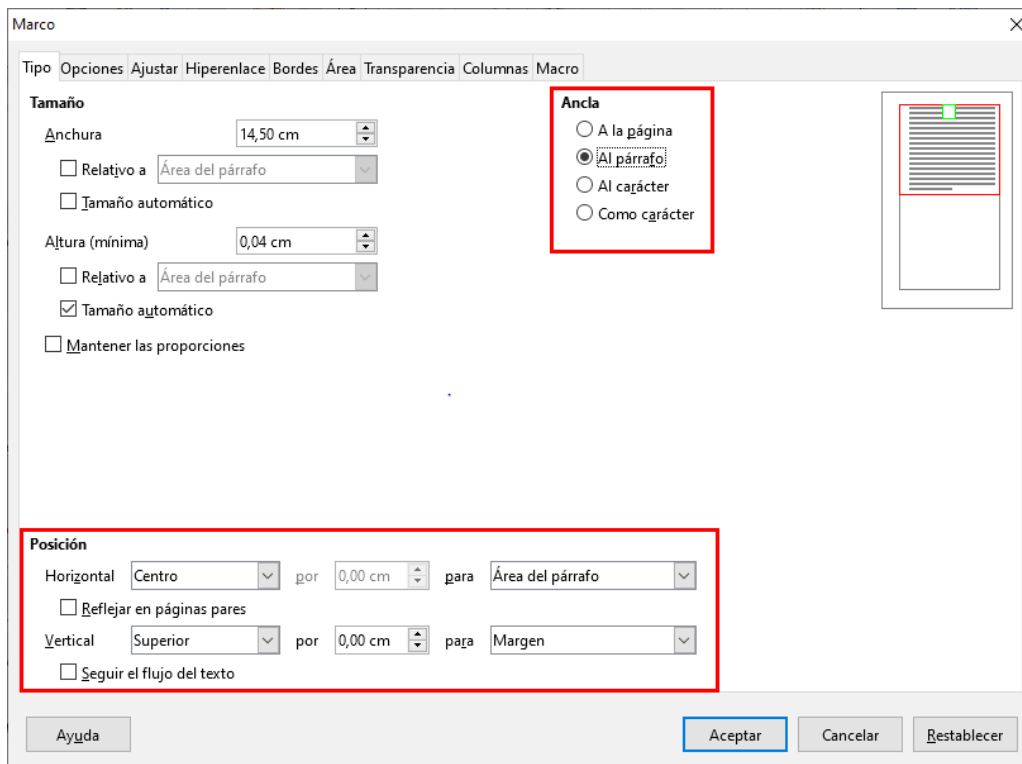 Marco
Tipo Opciones Ajustar Hiperenlace Bordes Área Transparencia Columnas Macro
Tamaño
Anchura 14,50 cm
Relativo a Área del párrafo
Tamaño automático
Altura (mínima) 0,04 cm
Relativo a Área del párrafo
Tamaño automático
Mantener las proporciones
Ancla
A la página
Al párrafo
Al carácter
Como carácter
Posición
Horizontal Centro por 0,00 cm para Área del párrafo
Reflejar en páginas pares
Vertical Superior por 0,00 cm para Margen
Seguir el flujo del texto
Ayuda Aceptar Cancelar Restablecer